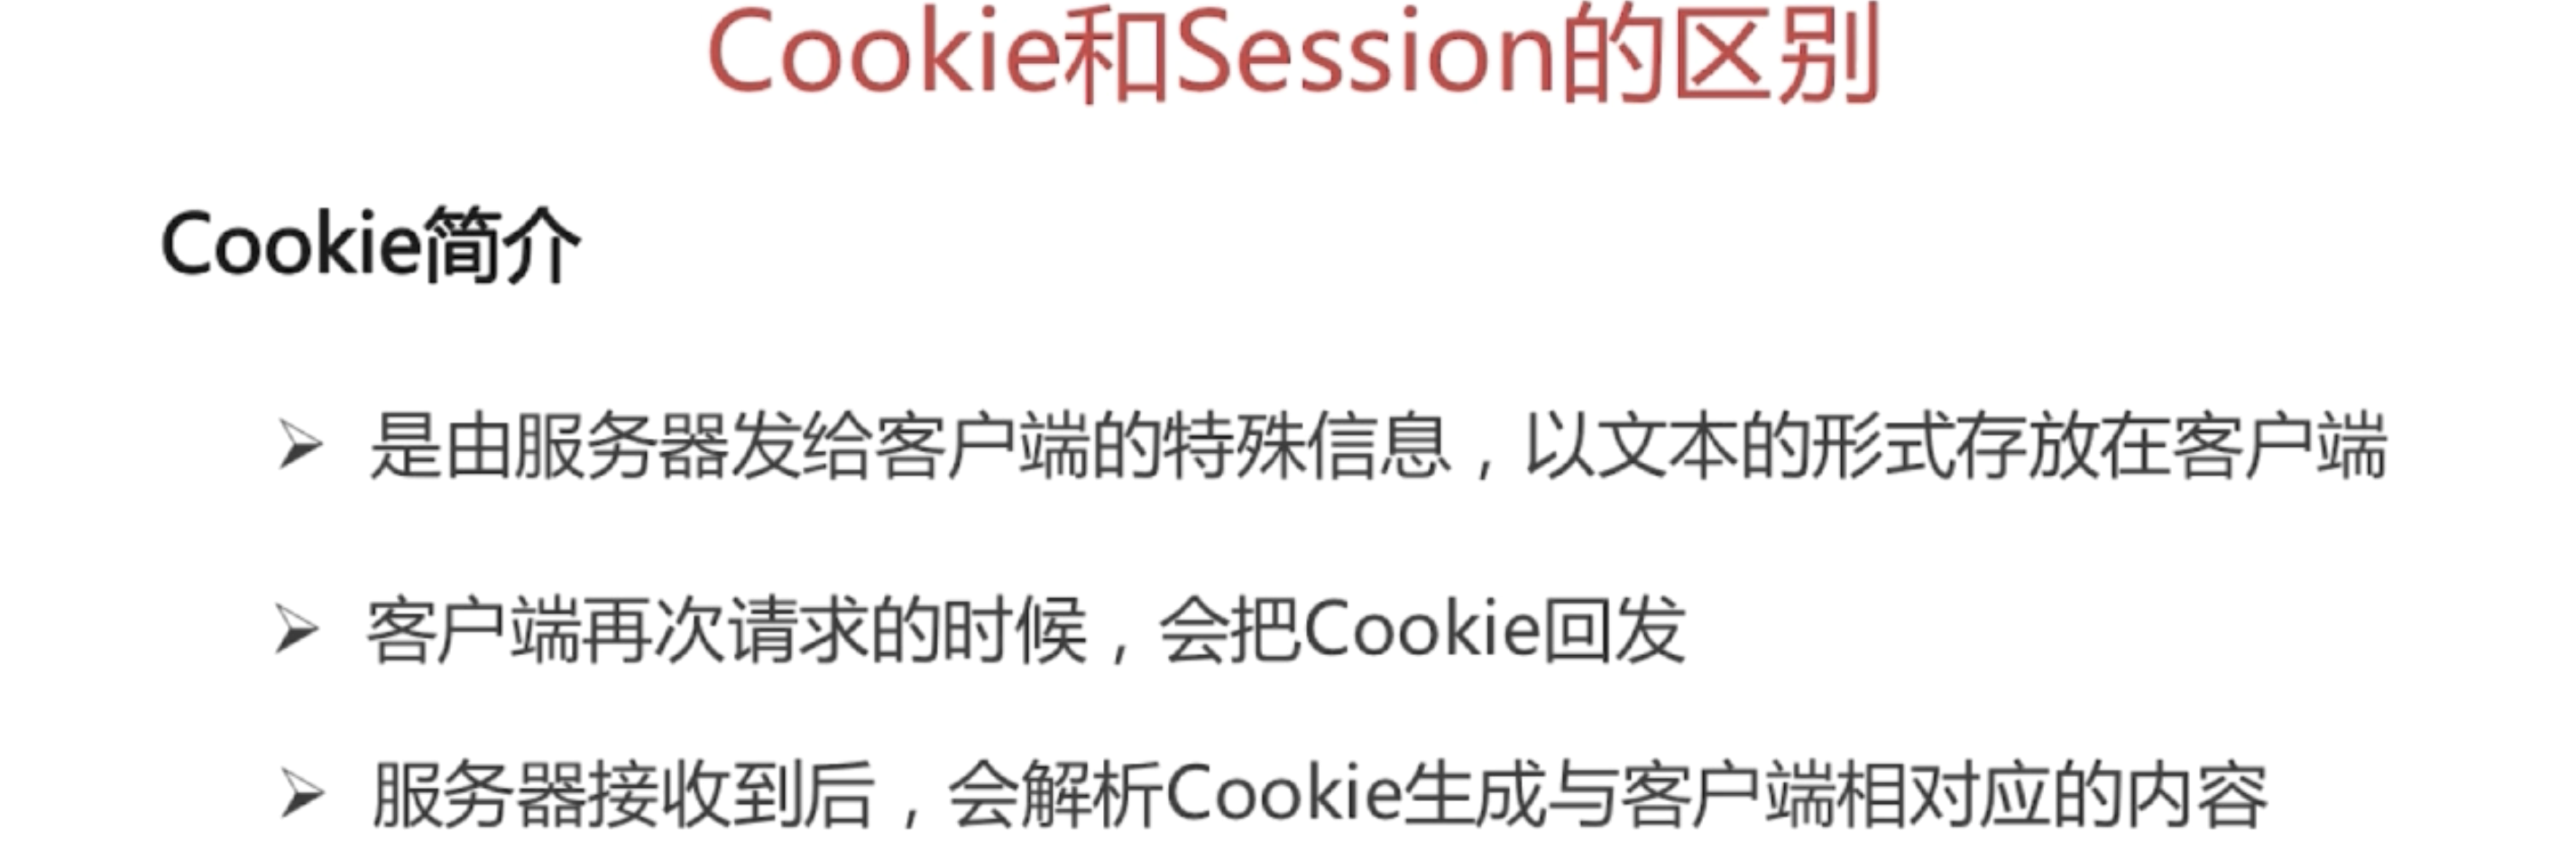 Cookie和Session的区别
Cookie简介
➢ 是由服务器发给客户端的特殊信息，以文本的形式存放在客户端
➢ 客户端再次请求的时候，会把Cookie回发
➢ 服务器接收到后，会解析Cookie生成与客户端相对应的内容